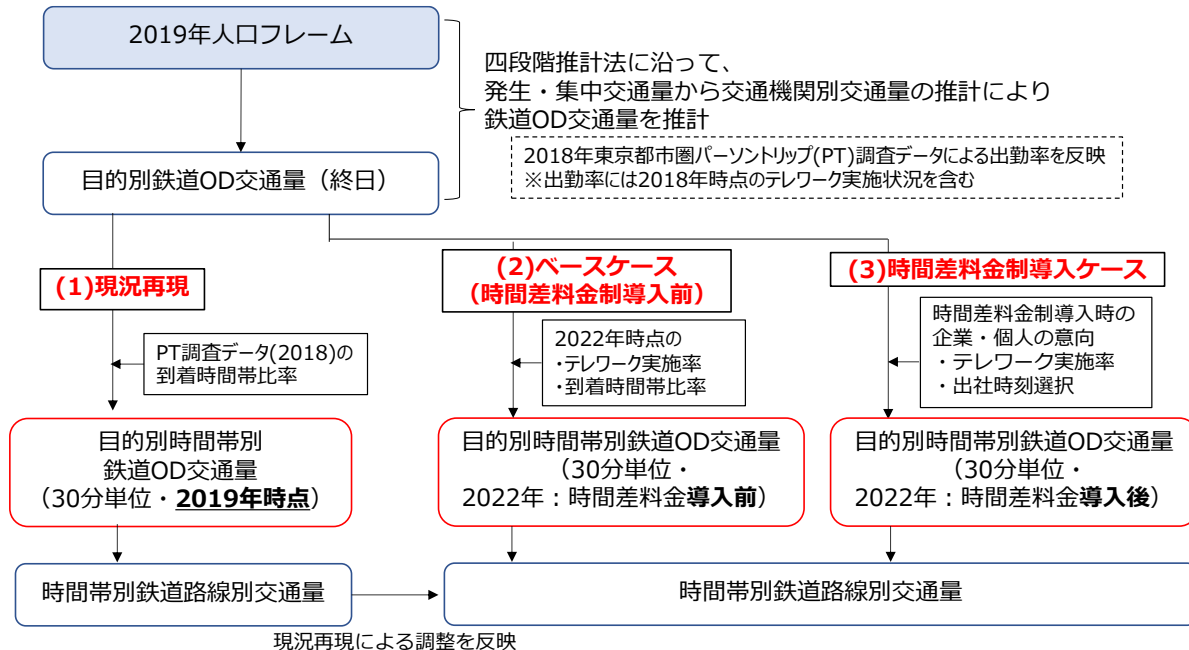 2019年人口フレーム
四段階推計法に沿って、
発生・集中交通量から交通機関別交通量の推計により
鉄道OD交通量を推計
2018年東京都市圏パーソントリップ(PT)調査データによる出勤率を反映
※出勤率には2018年時点のテレワーク実施状況を含む
目的別鉄道OD交通量（終日）
(1)現況再現
PT調査データ(2018)の
到着時間帯比率
目的別時間帯別
鉄道OD交通量
（30分単位・2019年時点）
時間帯別鉄道路線別交通量
(2)ベースケース
（時間差料金制導入前）
2022年時点の
・テレワーク実施率
・到着時間帯比率
目的別時間帯別鉄道OD交通量
（30分単位・
2022年：時間差料金導入前）
(3)時間差料金制導入ケース
時間差料金制導入時の
企業・個人の意向
・テレワーク実施率
・出社時刻選択
目的別時間帯別鉄道OD交通量
（30分単位・
2022年：時間差料金導入後）
時間帯別鉄道路線別交通量
現況再現による調整を反映